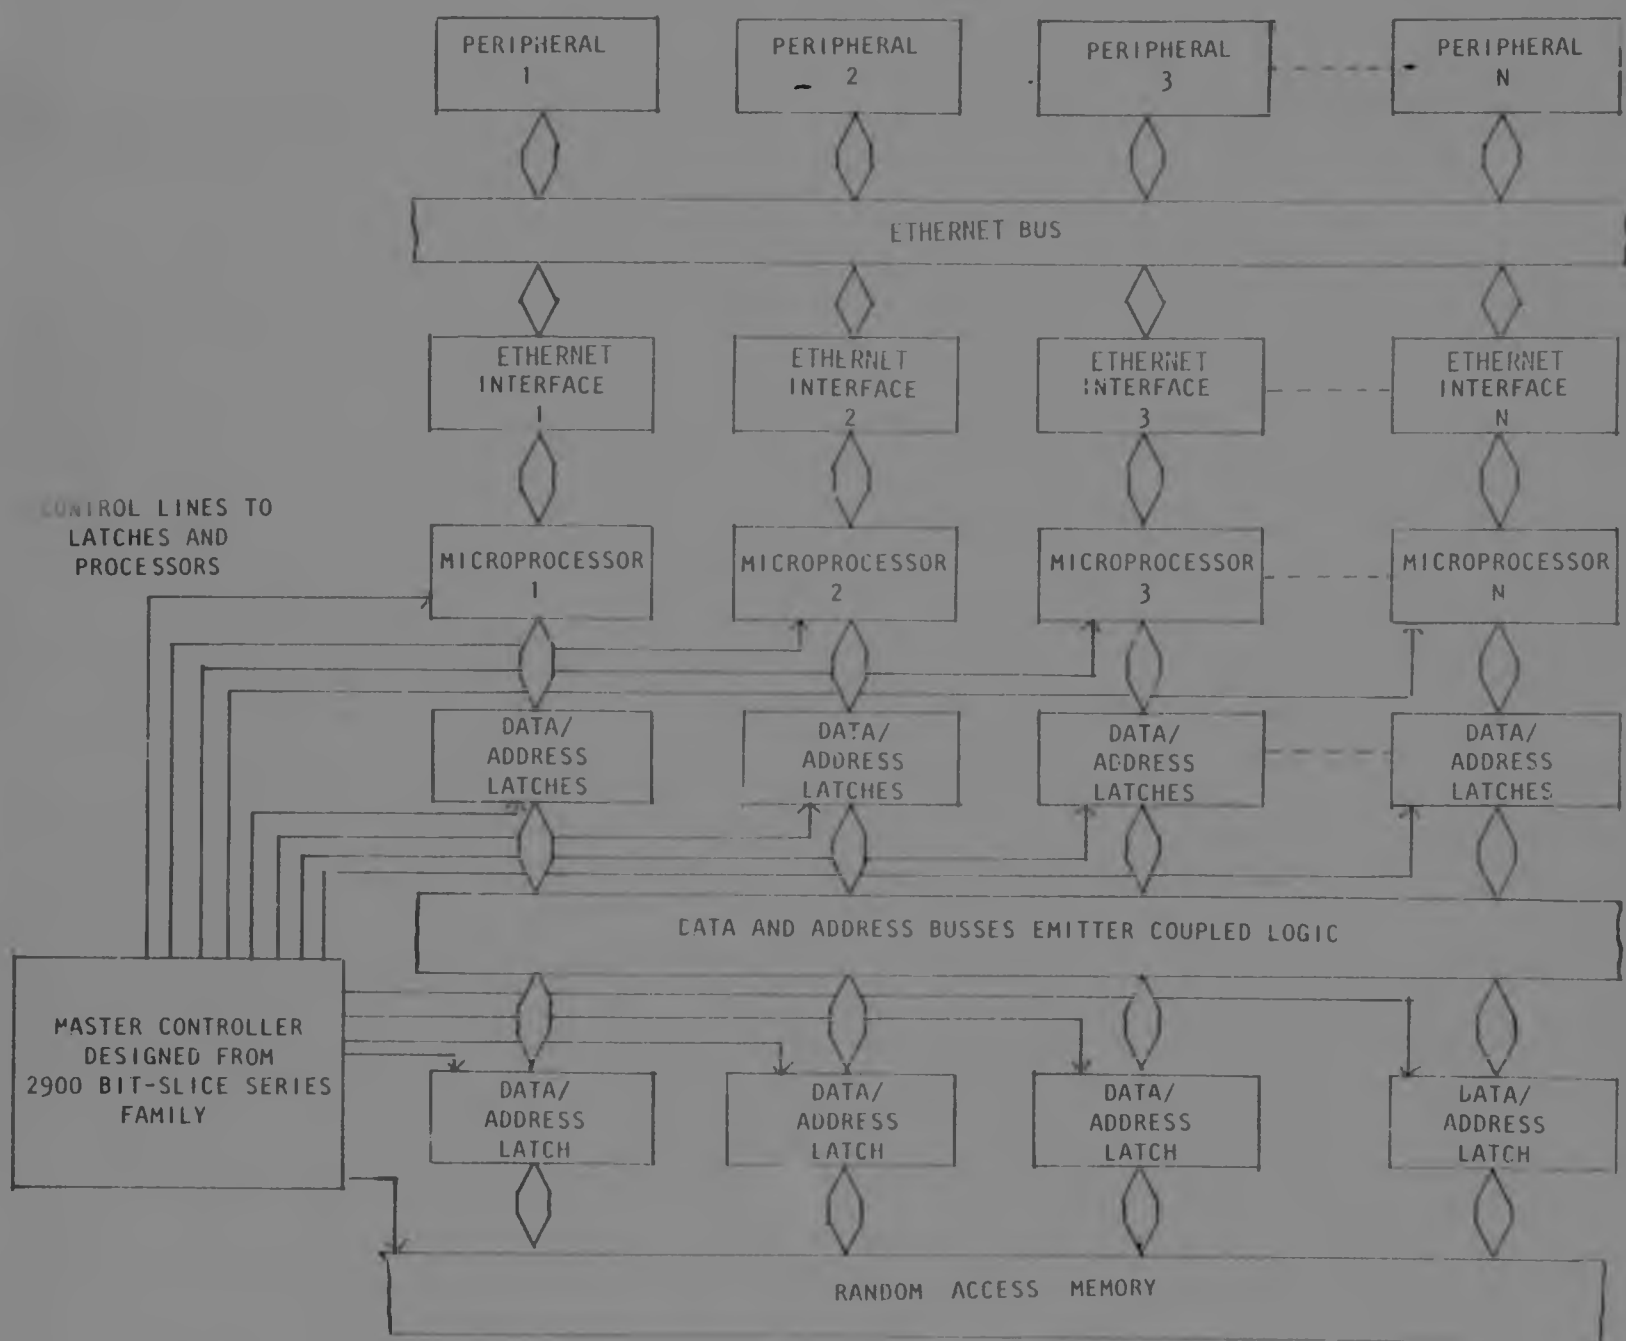 PERIPHERAL
1
PERIPHERAL
2
PERIPHERAL
3
PERIPHERAL
N
ETHERNET BUS
ETHERNET
INTERFACE
1
ETHERNET
INTERFACE
2
ETHERNET
INTERFACE
3
ETHERNET
INTERFACE
N
CONTROL LINES TO
LATCHES AND
PROCESSORS
MICROPROCESSOR
1
MICROPROCESSOR
2
MICROPROCESSOR
3
MICROPROCESSOR
N
DATA/
ADDRESS
LATCHES
DATA/
ADDRESS
LATCHES
DATA/
ADDRESS
LATCHES
DATA/
ADDRESS
LATCHES
DATA AND ADDRESS BUSSES EMITTER COUPLED LOGIC
MASTER CONTROLLER
DESIGNED FROM
2900 BIT-SLICE SERIES
FAMILY
DATA/
ADDRESS
LATCH
DATA/
ADDRESS
LATCH
DATA/
ADDRESS
LATCH
DATA/
ADDRESS
LATCH
RANDOM ACCESS MEMORY